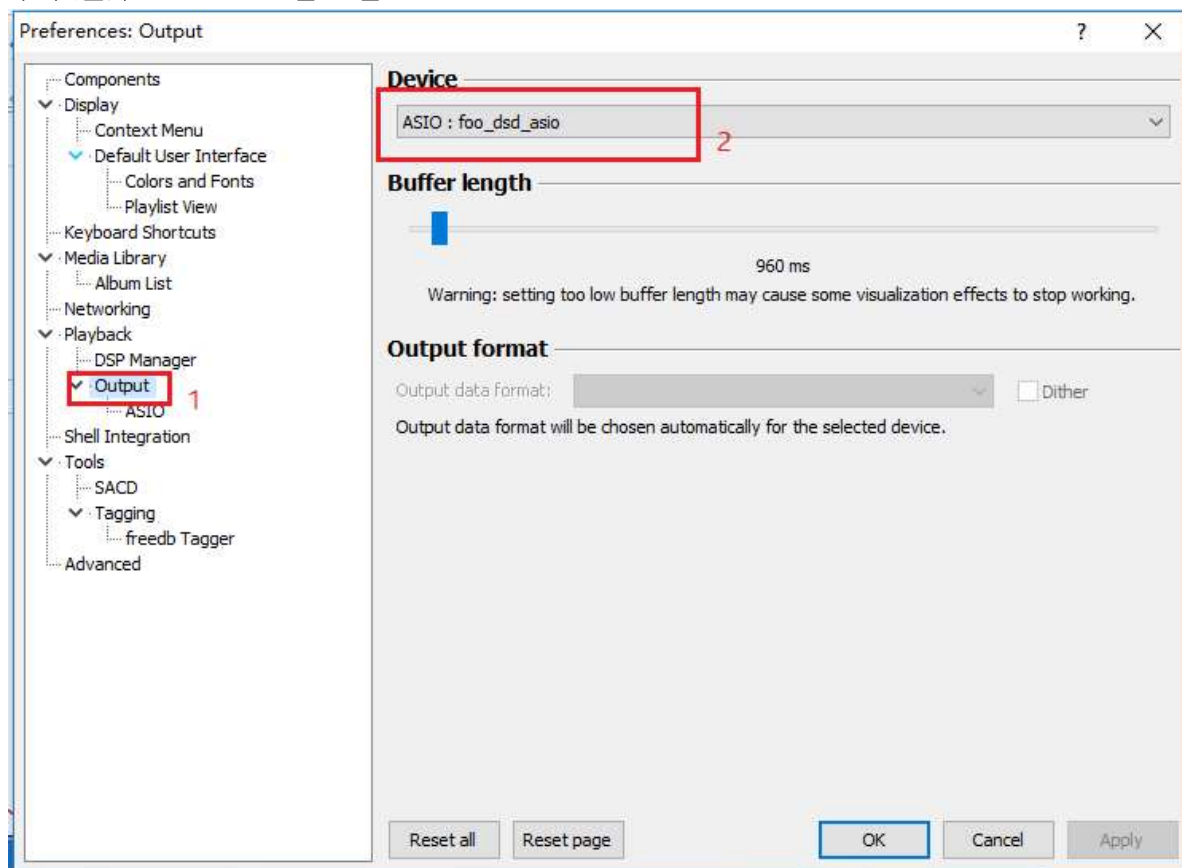 Preferences: Output
?
Components
Display
Context Menu
Default User Interface
Colors and Fonts
Playlist View
Keyboard Shortcuts
Media Library
Album List
Networking
Playback
DSP Manager
Output
1
ASIO
Shell Integration
Tools
SACD
Tagging
freedb Tagger
Advanced
Device
ASIO : foo_dsd_asio
2
Buffer length
960 ms
Warning: setting too low buffer length may cause some visualization effects to stop working.
Output format
Output data format:
Dither
Output data format will be chosen automatically for the selected device.
Reset all
Reset page
OK
Cancel
Apply